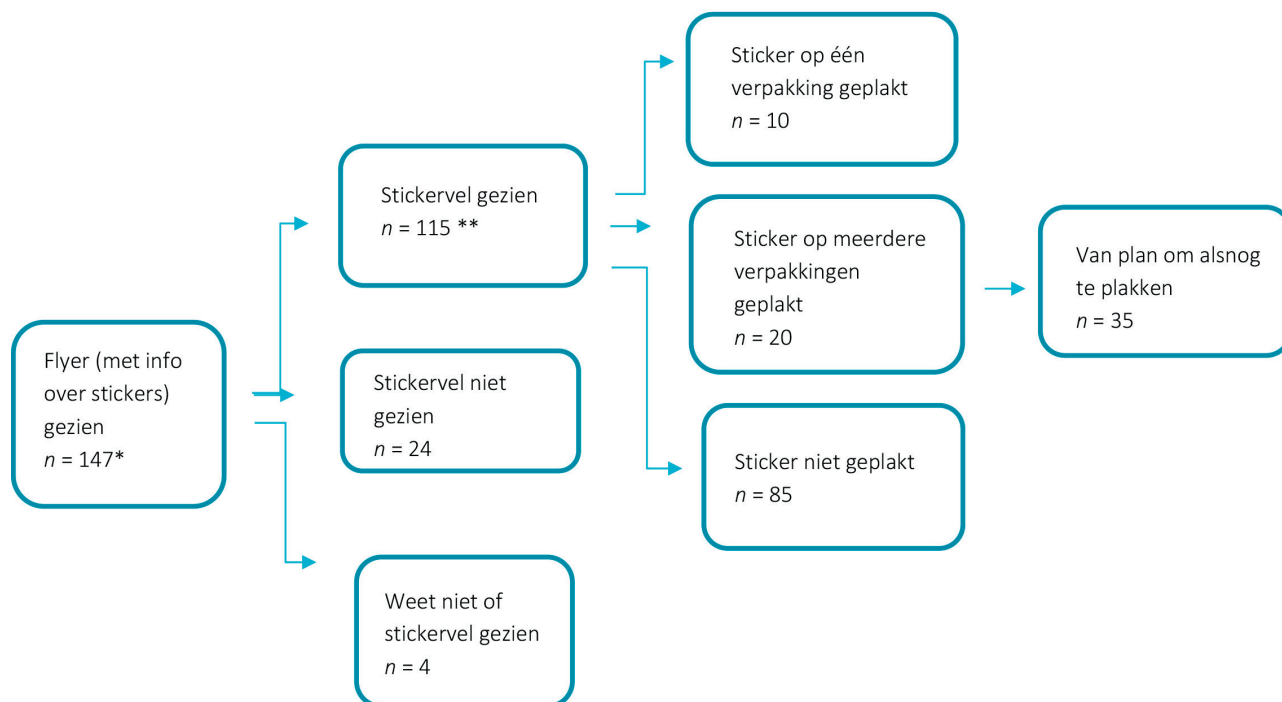 Flyer (met info
over stickers)
gezien
n = 147*
Stickervel gezien
n = 115 **
Stickervel niet
gezien
n = 24
Weet niet of
stickervel gezien
n = 4
Sticker op één
verpakking geplakt
n = 10
Sticker op meerdere
verpakkingen
geplakt
n = 20
Sticker niet geplakt
n = 85
Van plan om alsnog
te plakken
n = 35